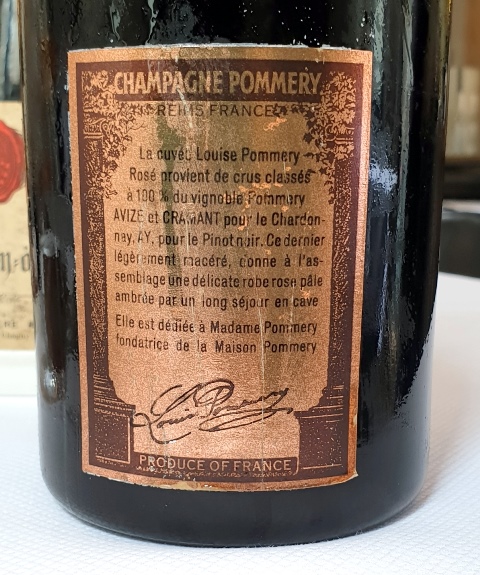 CHAMPAGNE POMMERY
REIMS FRANCE
La cuvée Louise Pommery
Rosé provient de crus classés
à 100 % du vignoble Pommery
AVIZE et CRAMANT pour le Chardon-
nay, AY, pour le Pinot noir. Ce dernier
légèrement macéré, donne à l'as-
semblage une délicate robe rose pâle
ambrée par un long séjour en cave
Elle est dédiée à Madame Pommery
fondatrice de la Maison Pommery
Louise Pommery
PRODUCE OF FRANCE